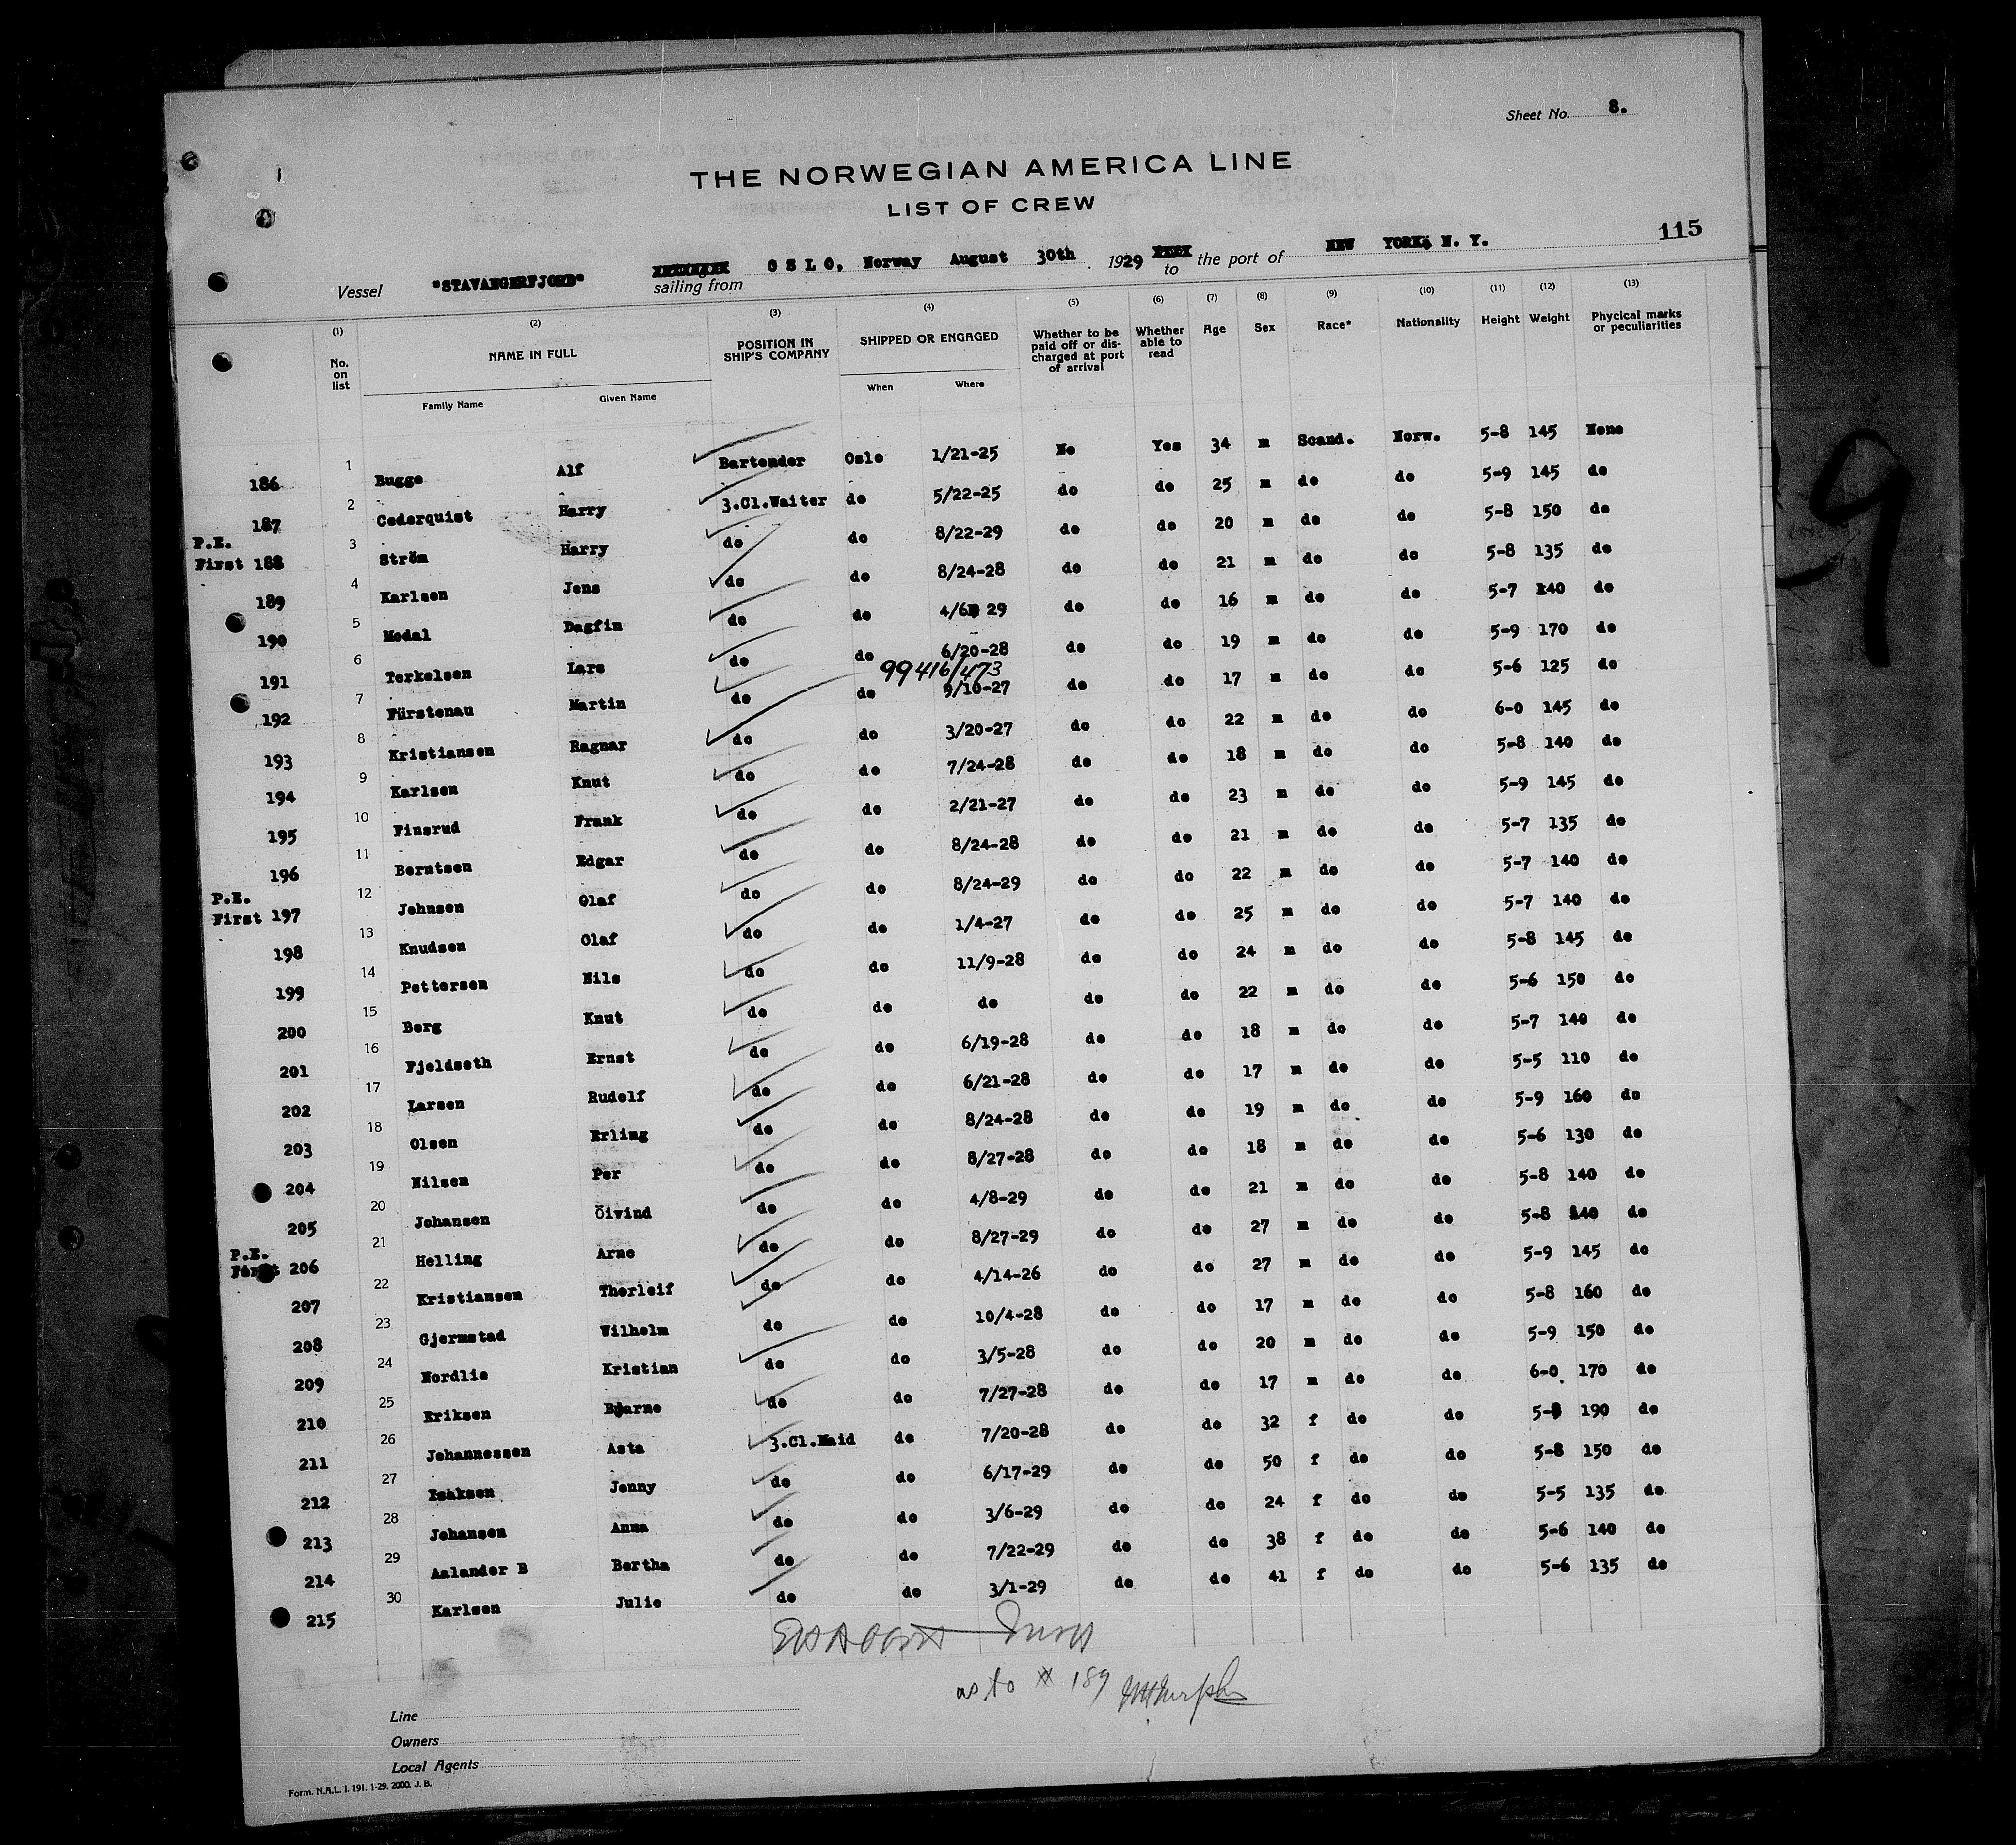 Sheet No. 8.
THE NORWEGIAN AMERICA LINE
LIST OF CREW
115
Vessel "STAVANGERFJORD" sailing from O S L O, Norway August 30th . 1929 to the port of NEW YORK, N. Y.
(1) (2) (3) (4) (5) (6) (7) (8) (9) (10) (11) (12) (13)
No. on list NAME IN FULL Family Name Given Name POSITION IN SHIP'S COMPANY SHIPPED OR ENGAGED When Where Whether to be paid off or discharged at port of arrival Whether able to read Age Sex Race* Nationality Height Weight Phycical marks or peculiarities
186 1 Bugge Alf Bartender Oslo 1/21-25 No Yes 34 m Scand. Norw. 5-8 145 None
187 2 Cederquist Harry 3.Cl.Waiter do 5/22-25 do do 25 m do do 5-9 145 do
P.E. First 188 3 Ström Harry do do 8/22-29 do do 20 m do do 5-8 150 do
189 4 Karlsen Jens do do 8/24-28 do do 21 m do do 5-8 135 do
190 5 Modal Dagfin do do 4/6 29 do do 16 m do do 5-7 140 do
191 6 Terkelsen Lars do do 6/20-28 do do 19 m do do 5-9 170 do
99416/473
192 7 Fürstenau Martin do do 9/10-27 do do 17 m do do 5-6 125 do
193 8 Kristiansen Ragnar do do 3/20-27 do do 22 m do do 6-0 145 do
194 9 Karlsen Knut do do 7/24-28 do do 18 m do do 5-8 140 do
195 10 Finsrud Frank do do 2/21-27 do do 23 m do do 5-9 145 do
196 11 Berntsen Edgar do do 8/24-28 do do 21 m do do 5-7 135 do
P.E. First 197 12 Johnsen Olaf do do 8/24-29 do do 22 m do do 5-7 140 do
198 13 Knudsen Olaf do do 1/4-27 do do 25 m do do 5-7 140 do
199 14 Pettersen Nils do do 11/9-28 do do 24 m do do 5-8 145 do
200 15 Berg Knut do do do do do 22 m do do 5-6 150 do
201 16 Fjeldseth Ernst do do 6/19-28 do do 18 m do do 5-7 140 do
202 17 Larsen Rudolf do do 6/21-28 do do 17 m do do 5-5 110 do
203 18 Olsen Erling do do 8/24-28 do do 19 m do do 5-9 160 do
204 19 Nilsen Per do do 8/27-28 do do 18 m do do 5-6 130 do
205 20 Johansen Öivind do do 4/8-29 do do 21 m do do 5-8 140 do
P.E. First 206 21 Helling Arne do do 8/27-29 do do 27 m do do 5-8 140 do
207 22 Kristiansen Thorleif do do 4/14-26 do do 27 m do do 5-9 145 do
208 23 Gjermstad Wilhelm do do 10/4-28 do do 17 m do do 5-8 160 do
209 24 Nordlie Kristian do do 3/5-28 do do 20 m do do 5-9 150 do
210 25 Eriksen Bjarne do do 7/27-28 do do 17 m do do 6-0 170 do
211 26 Johannessen Asta 3.Cl.Maid do 7/20-28 do do 32 f do do 5-8 190 do
212 27 Isaksen Jenny do do 6/17-29 do do 50 f do do 5-8 150 do
213 28 Johansen Anna do do 3/6-29 do do 24 f do do 5-5 135 do
214 29 Aalander B Bertha do do 7/22-29 do do 38 f do do 5-6 140 do
215 30 Karlsen Julie do do 3/1-29 do do 41 f do do 5-6 135 do
as to # 189
Line
Owners
Local Agents
Form. N.A.L. I. 191. 1-29. 2000. J. B.